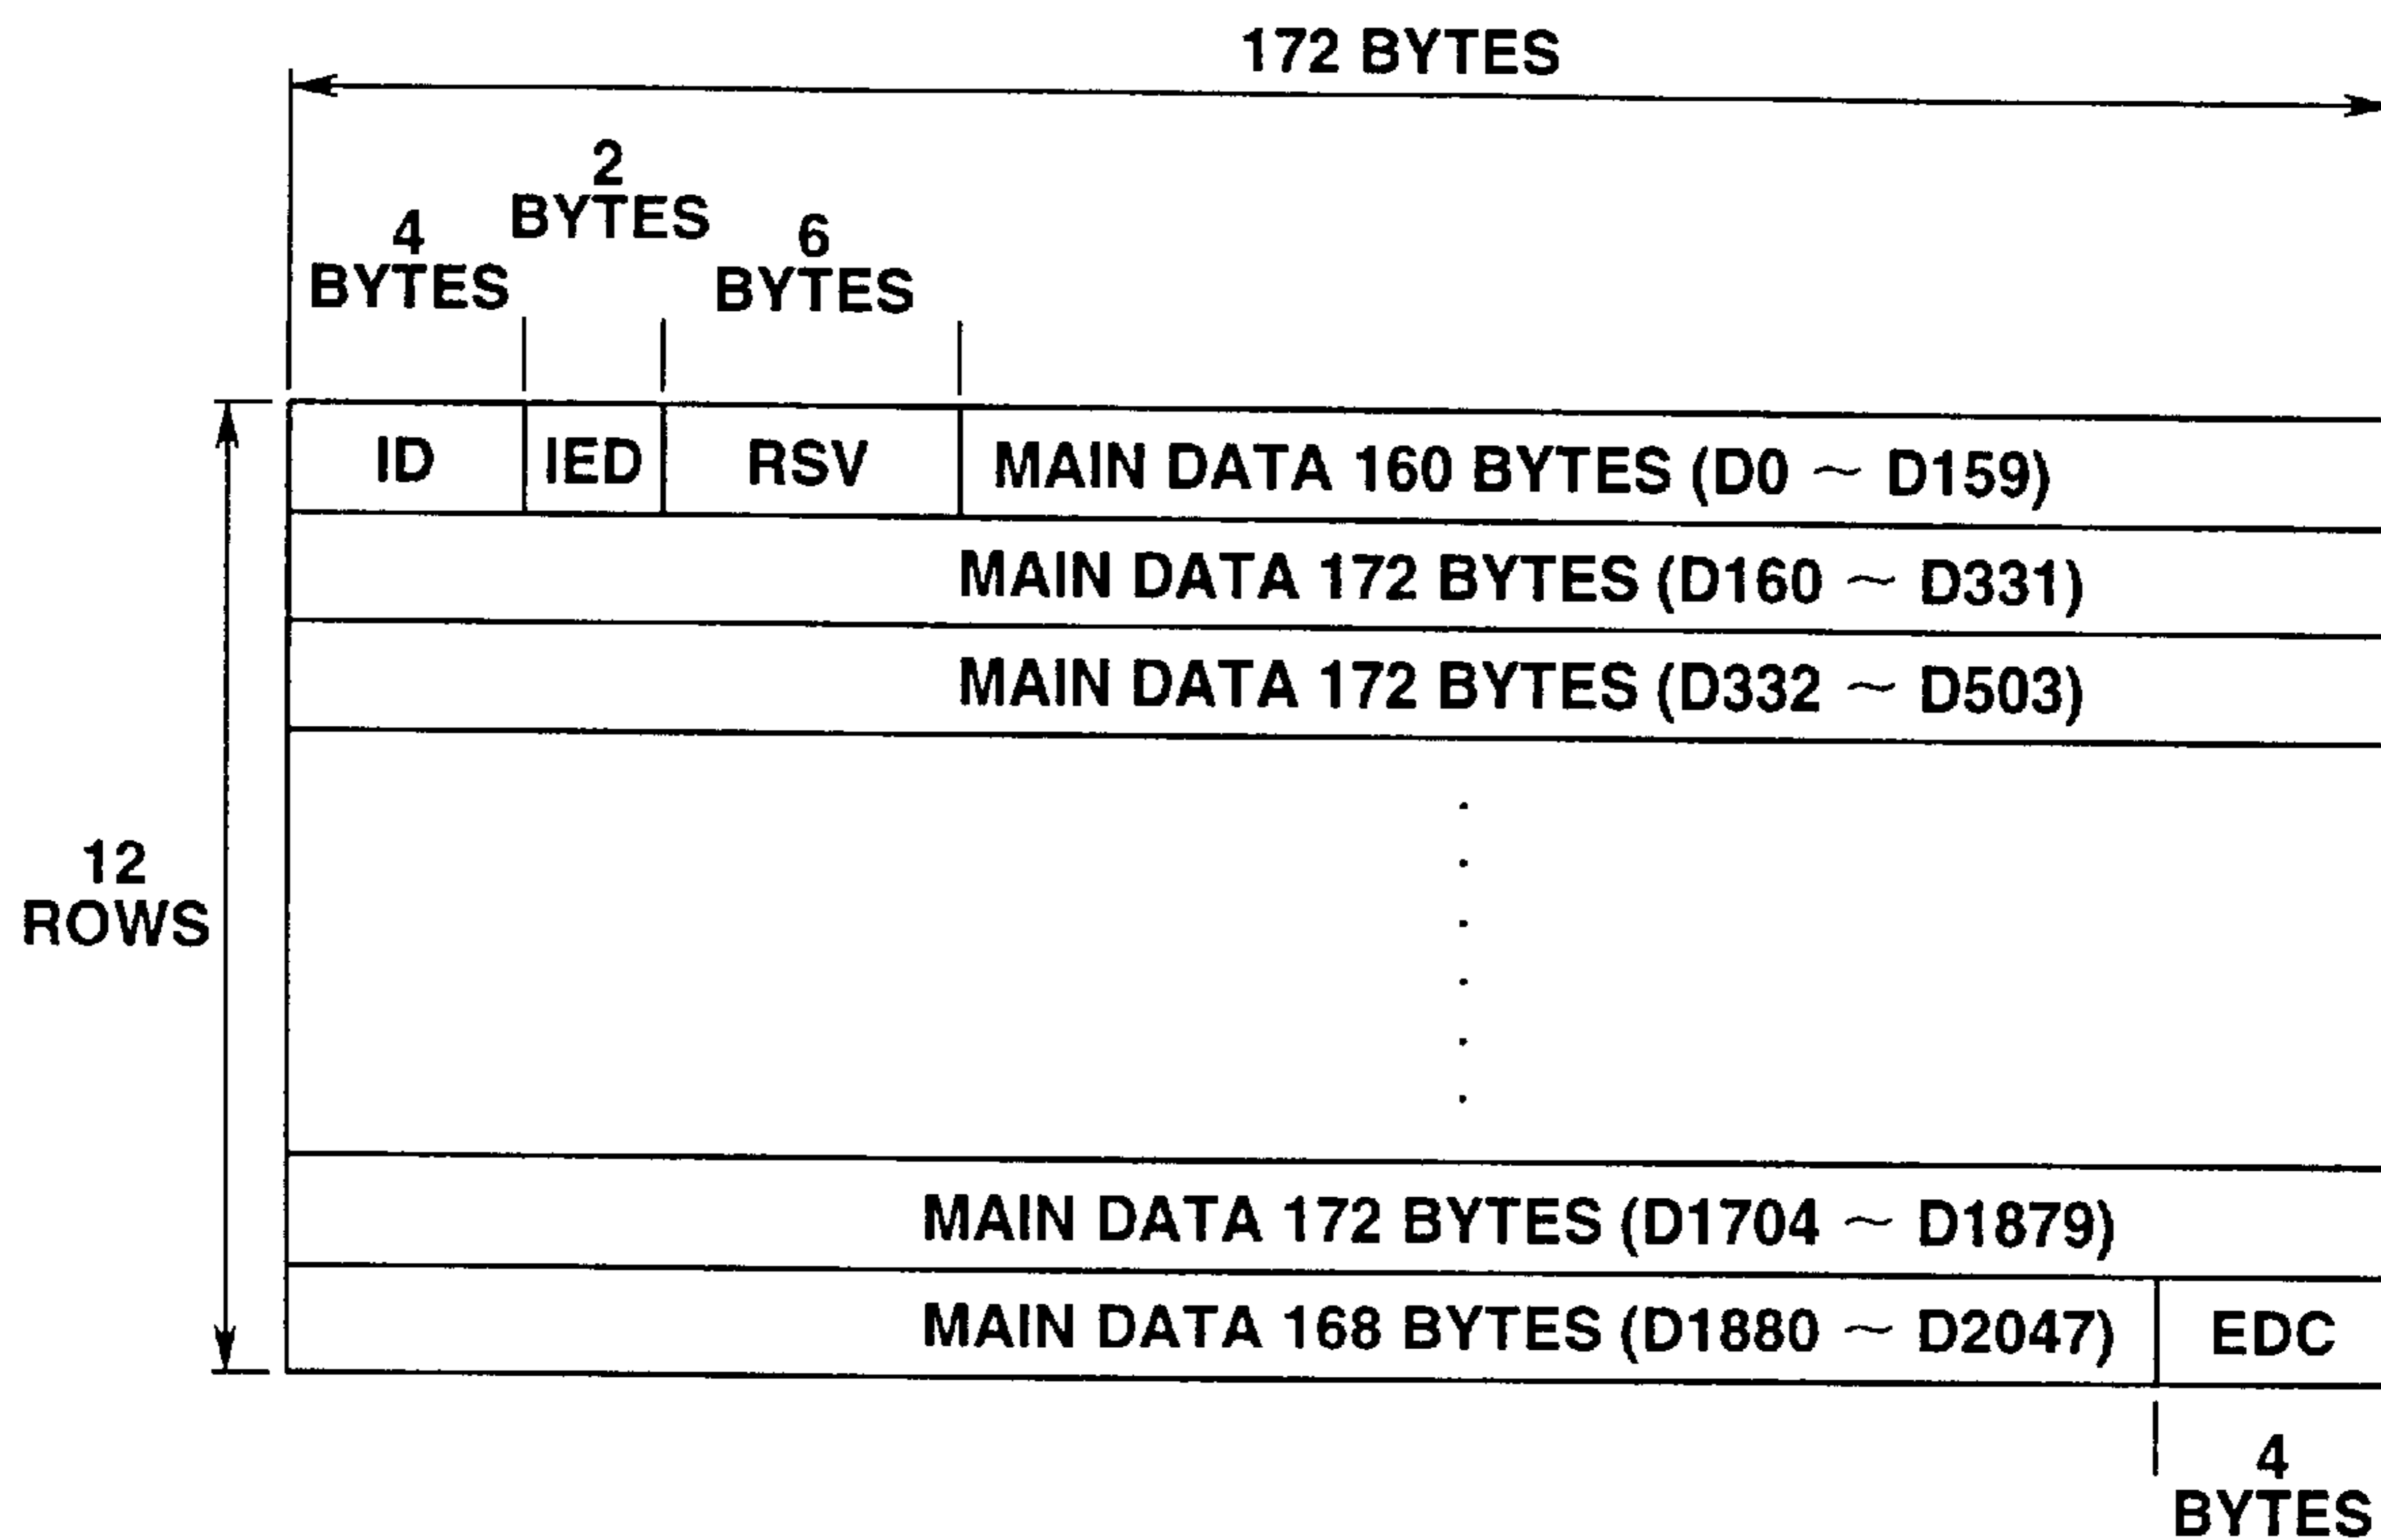 172 BYTES
2
BYTES
4
BYTES
6
BYTES
ID IED RSV MAIN DATA 160 BYTES (D0 ~ D159)
MAIN DATA 172 BYTES (D160 ~ D331)
MAIN DATA 172 BYTES (D332 ~ D503)
12
ROWS
MAIN DATA 172 BYTES (D1704 ~ D1879)
MAIN DATA 168 BYTES (D1880 ~ D2047) EDC
4
BYTES